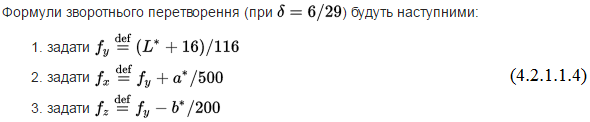 Формули зворотнього перетворення (при δ = 6/29) будуть наступними:
1. задати f_y ≝ (L* + 16)/116
2. задати f_x ≝ f_y + a*/500 (4.2.1.1.4)
3. задати f_z ≝ f_y − b*/200